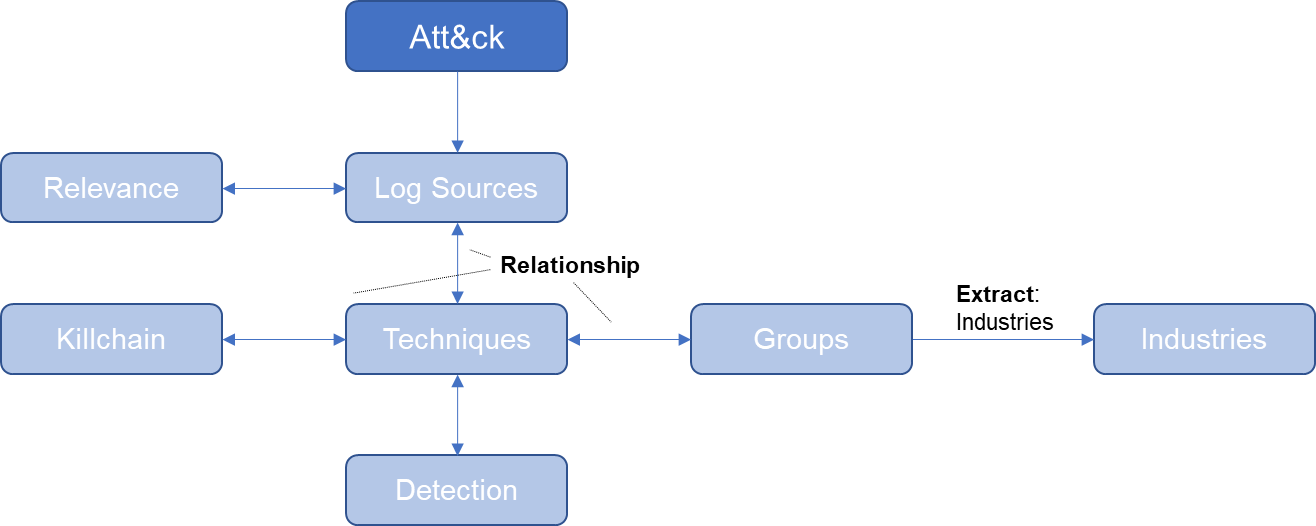 Att&ck
Relevance
Log Sources
Relationship
Extract:
Industries
Killchain
Techniques
Groups
Industries
Detection